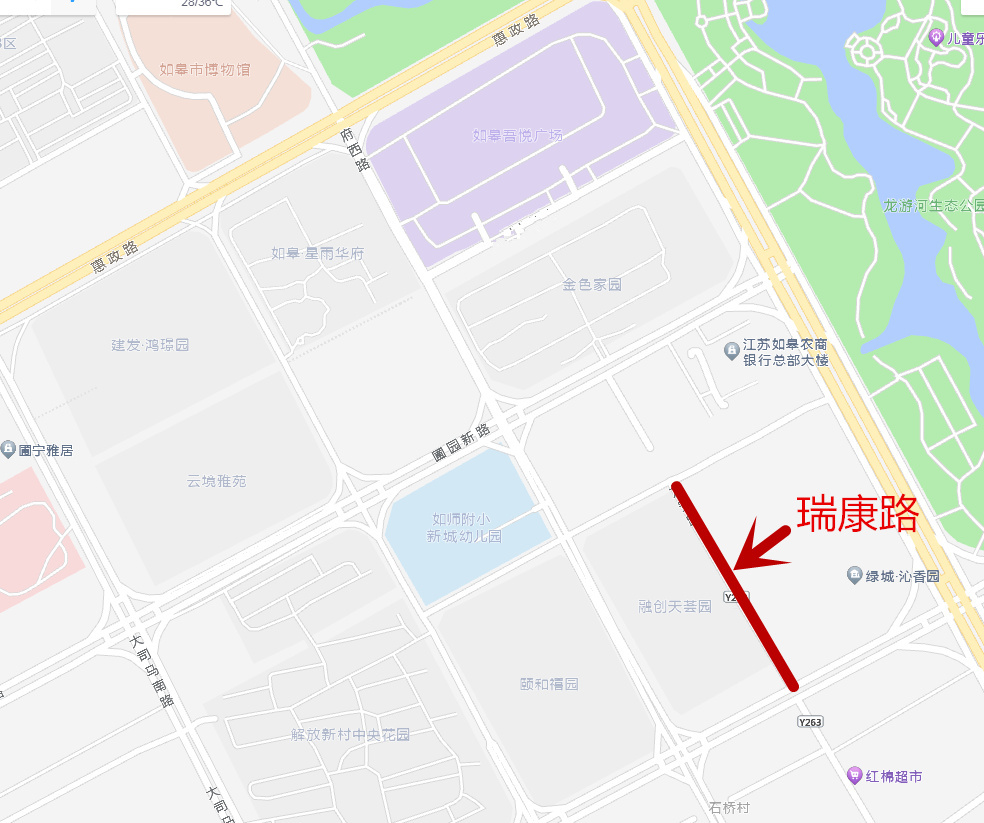 28/36℃
区
惠政路
儿童乐
如皋市博物馆
府西路
如皋吾悦广场
龙游河生态公园
惠政路
如皋·星雨华府
金色家园
建发·鸿璟园
江苏如皋农商
银行总部大楼
圃宁雅居
圃园新路
云境雅苑
如师附小
新城幼儿园
瑞康路
绿城·沁香园
融创天荟园
大司马南路
颐和禧园
Y263
解放新村中央花园
红棉超市
大司马
石桥村